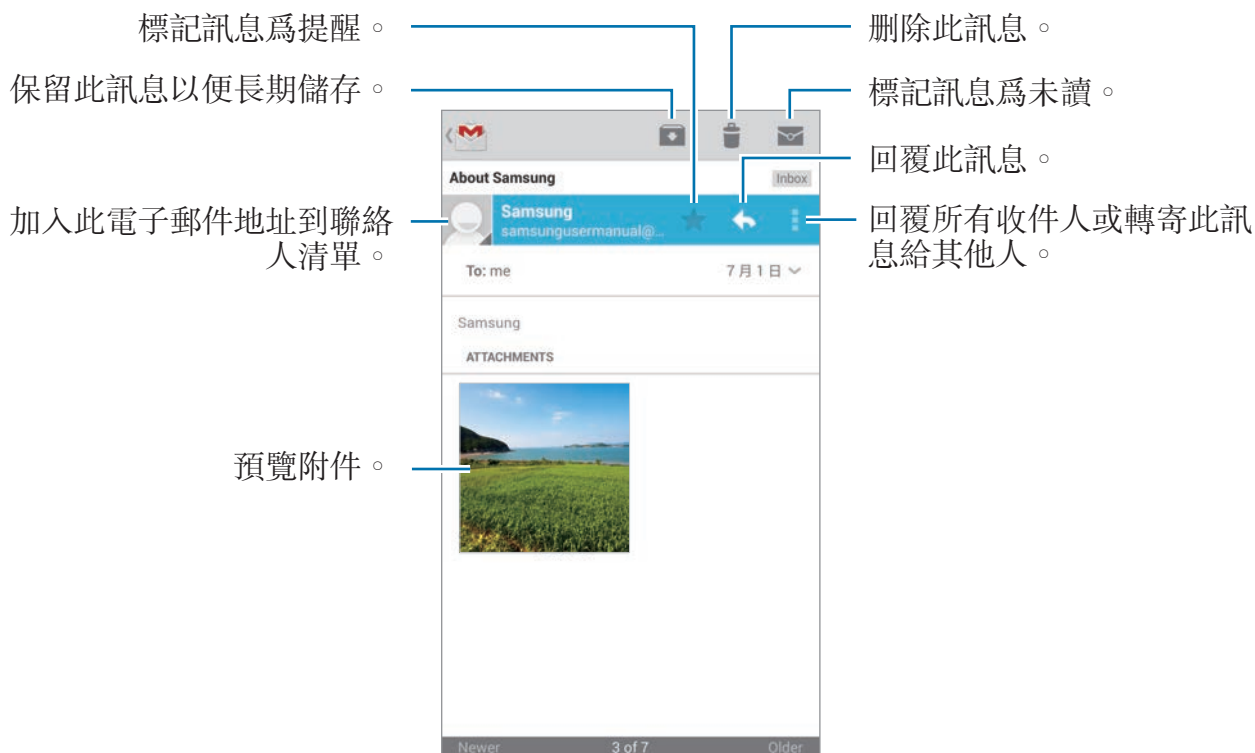 標記訊息爲提醒。
保留此訊息以便長期儲存。
加入此電子郵件地址到聯絡
人清單。
預覽附件。
About Samsung
Inbox
Samsung
samsungusermanual@...
To: me
7月1日
Samsung
ATTACHMENTS
Newer
3 of 7
Older
刪除此訊息。
標記訊息爲未讀。
回覆此訊息。
回覆所有收件人或轉寄此訊
息給其他人。